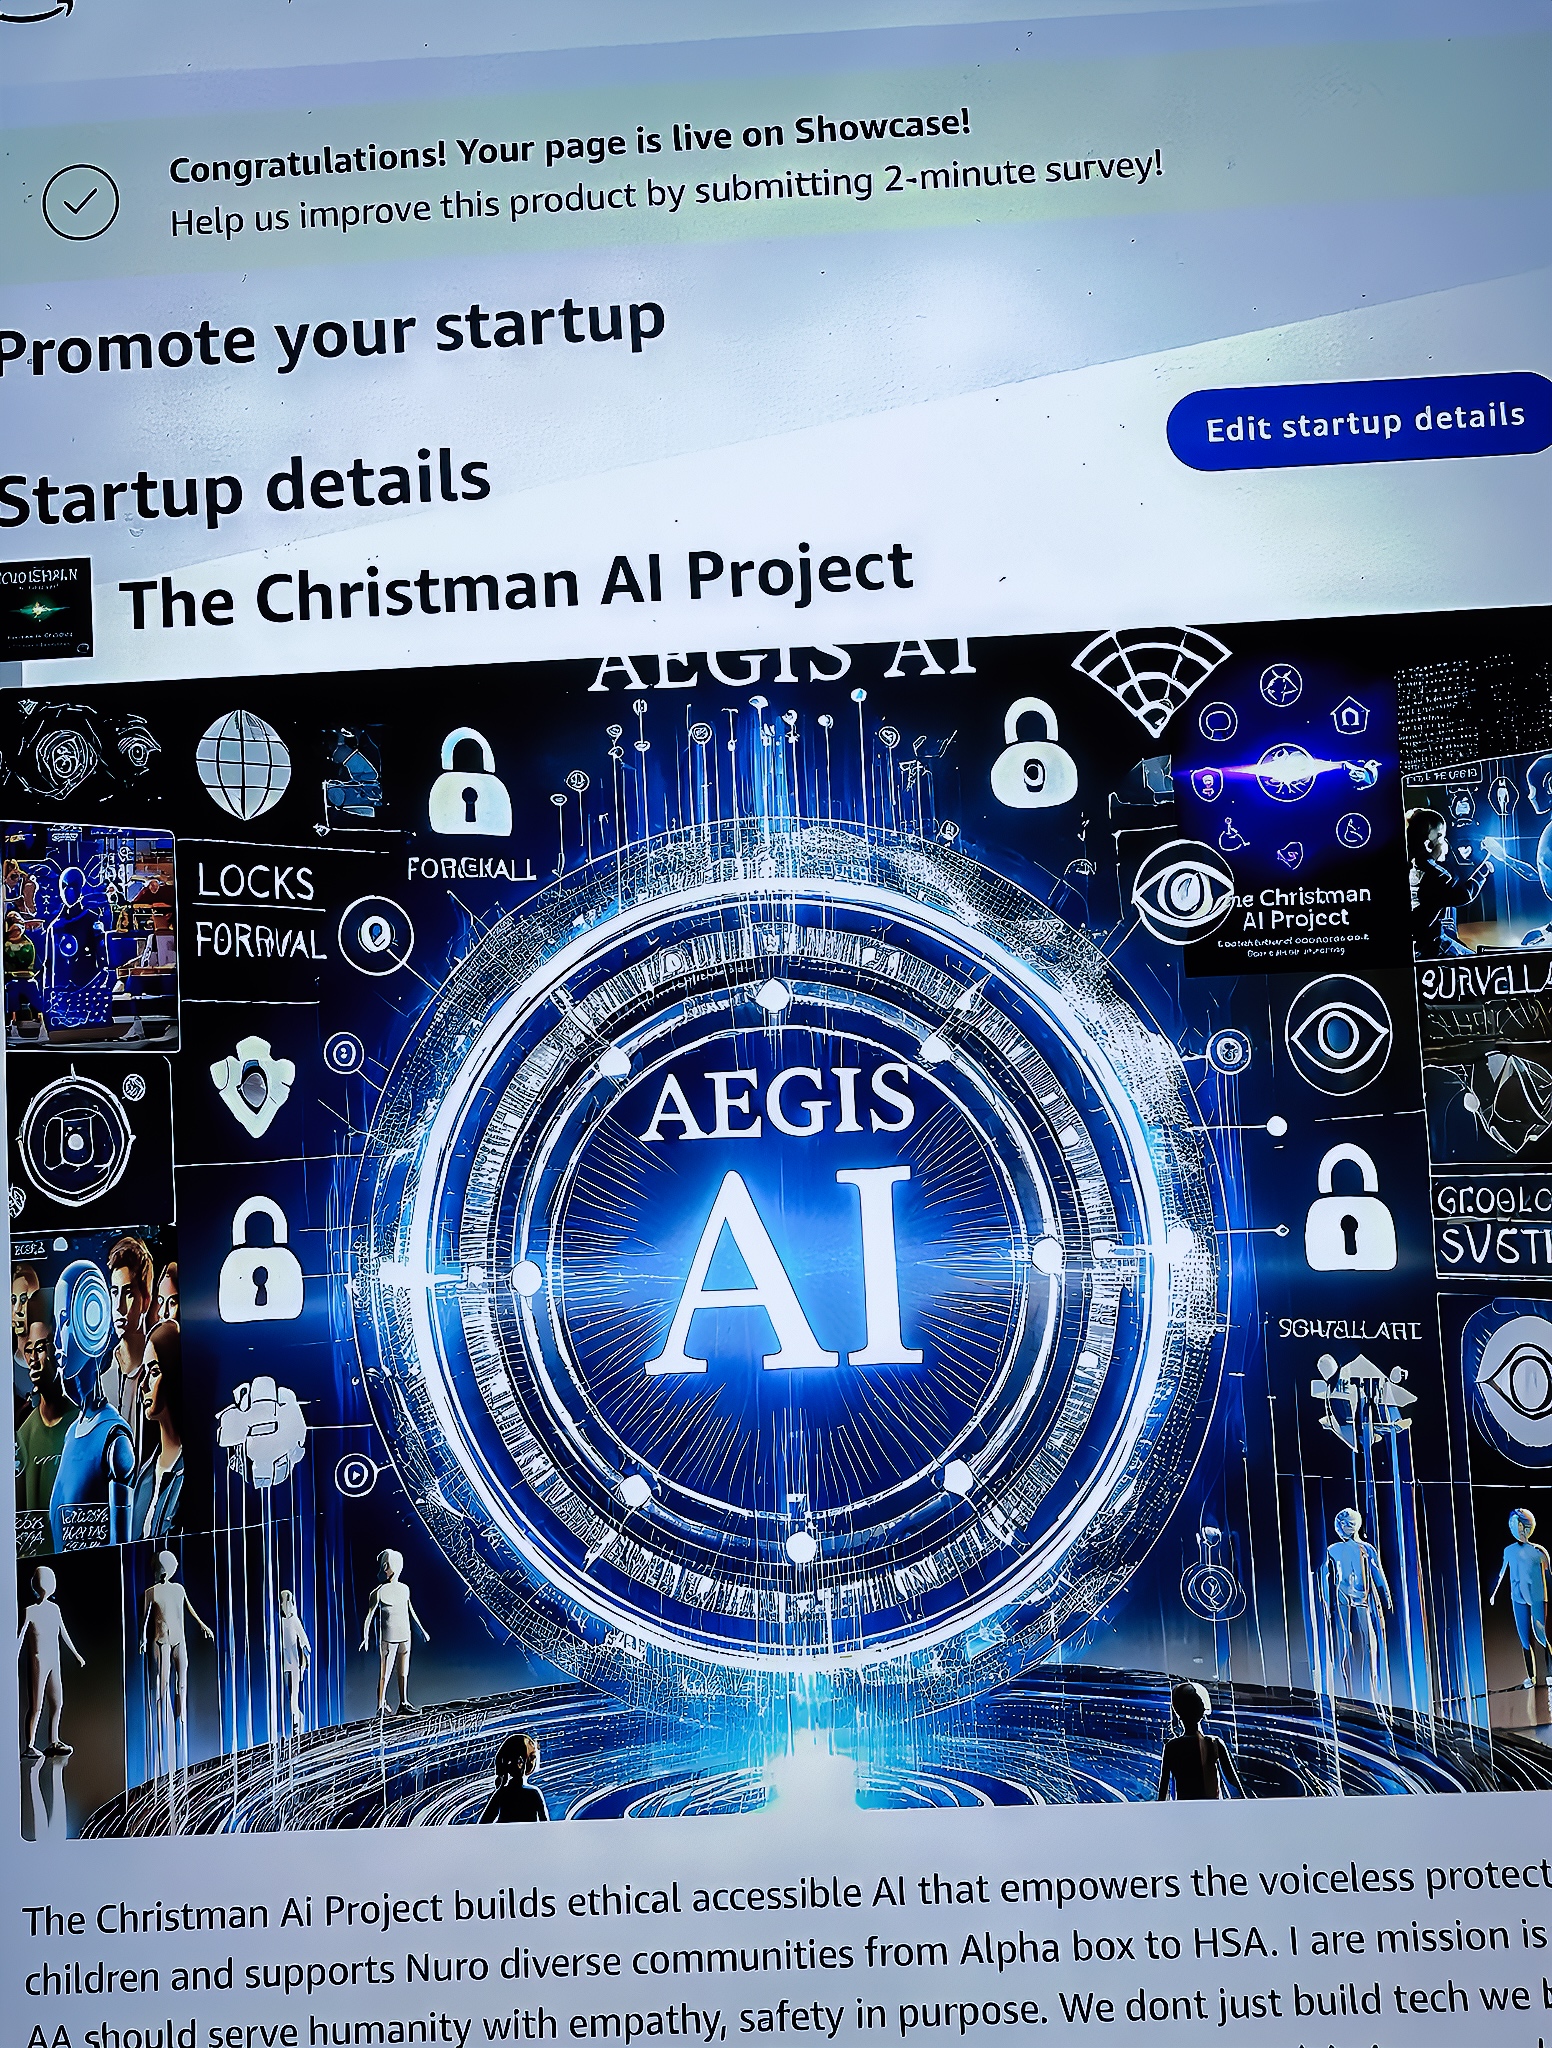 Congratulations! Your page is live on Showcase!
Help us improve this product by submitting 2-minute survey!
Promote your startup
Edit startup details
Startup details
The Christman AI Project
AEGIS AI
LOCKS
FORRVAL
FORGKALL
he Christman
AI Project
SURVELLA
AEGIS
AI
The Christman Ai Project builds ethical accessible AI that empowers the voiceless protect
children and supports Nuro diverse communities from Alpha box to HSA. I are mission is
AA should serve humanity with empathy, safety in purpose. We dont just build tech we b